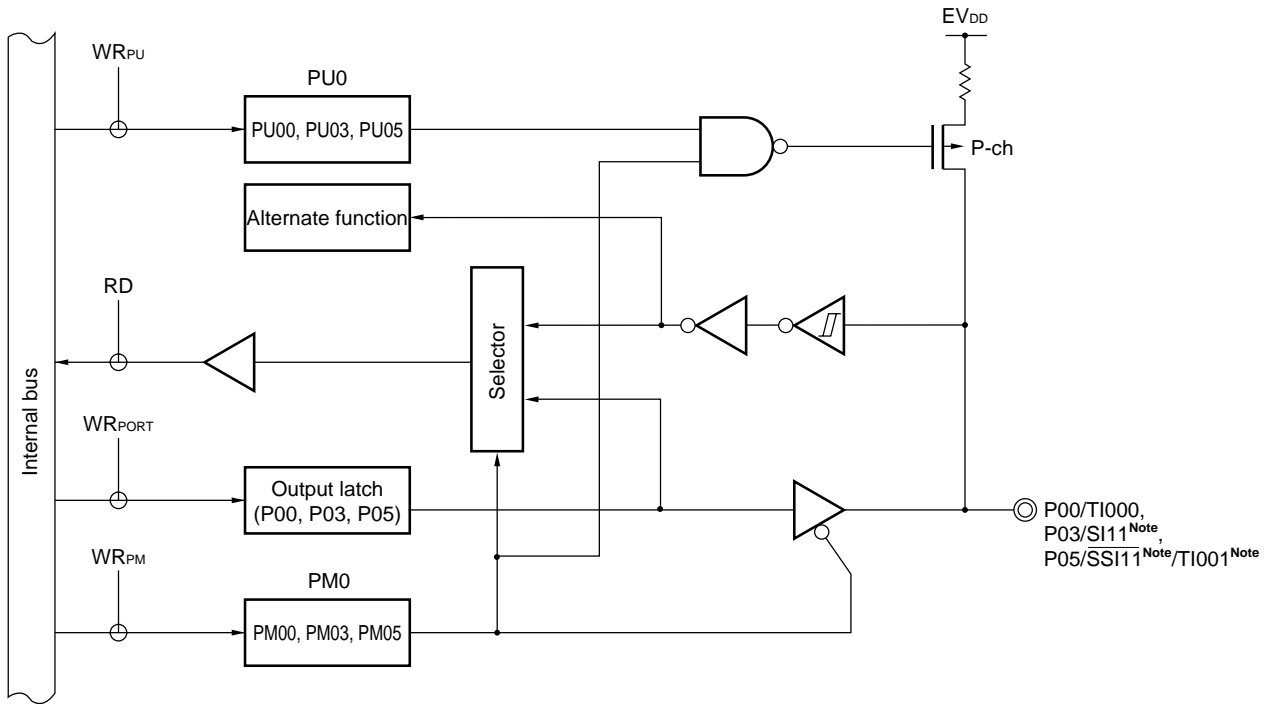 EVDD
WRPU
PU0
PU00, PU03, PU05
P-ch
Alternate function
RD
Selector
Internal bus
WRPORT
Output latch
(P00, P03, P05)
P00/TI000,
P03/SI11Note,
P05/SSI11Note/TI001Note
WRPM
PM0
PM00, PM03, PM05